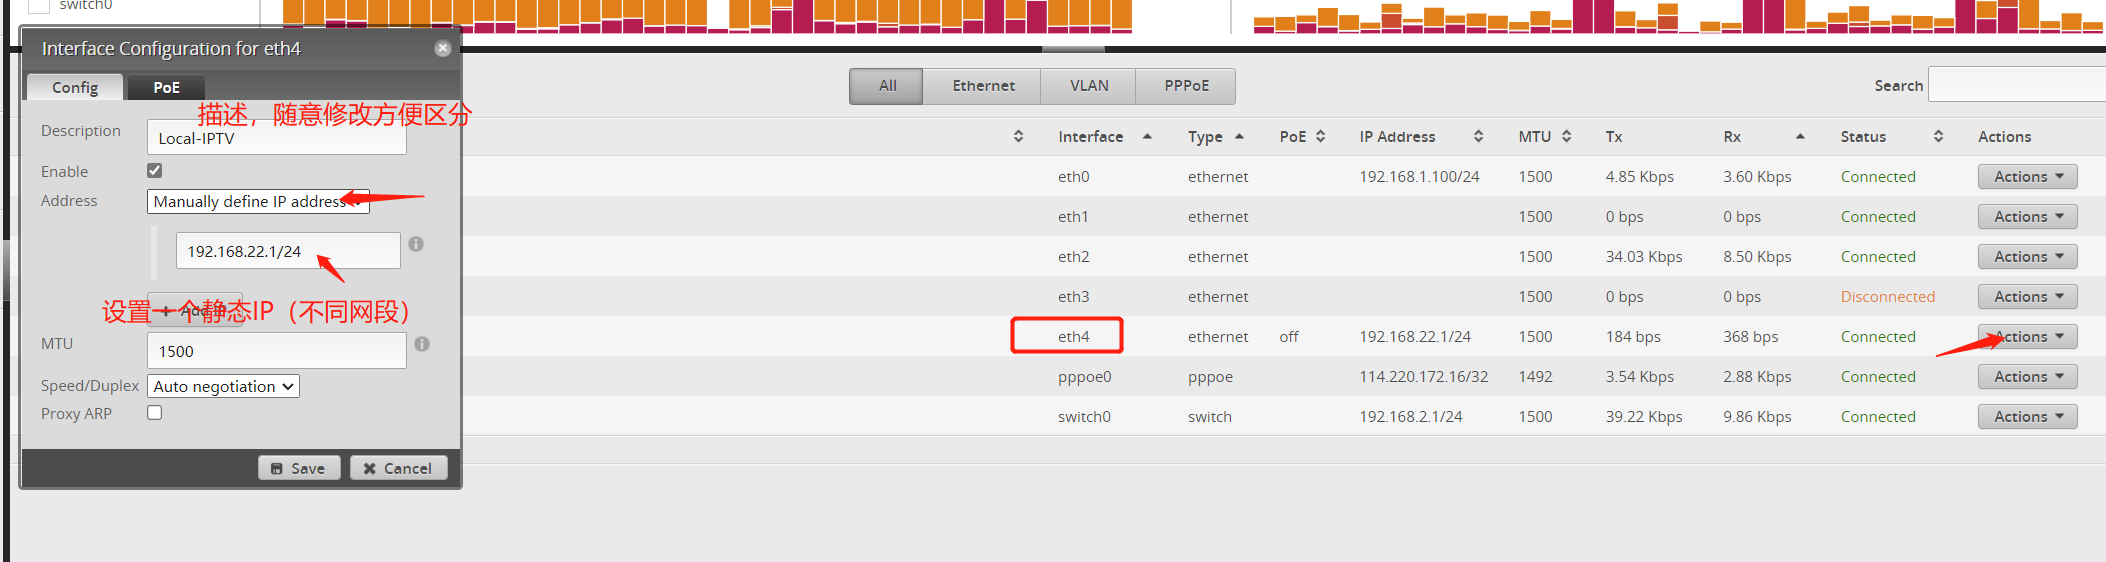 switch0
Interface Configuration for eth4
Config
PoE
描述，随意修改方便区分
Description
Local-IPTV
Enable
Address
Manually define IP address
192.168.22.1/24
设置一个静态IP（不同网段）
MTU
1500
Speed/Duplex
Auto negotiation
Proxy ARP
Save
Cancel
All
Ethernet
VLAN
PPPoE
Search
Interface Type PoE IP Address MTU Tx Rx Status Actions
eth0 ethernet 192.168.1.100/24 1500 4.85 Kbps 3.60 Kbps Connected Actions
eth1 ethernet 1500 0 bps 0 bps Connected Actions
eth2 ethernet 1500 34.03 Kbps 8.50 Kbps Connected Actions
eth3 ethernet 1500 0 bps 0 bps Disconnected Actions
eth4 ethernet off 192.168.22.1/24 1500 184 bps 368 bps Connected Actions
pppoe0 pppoe 114.220.172.16/32 1492 3.54 Kbps 2.88 Kbps Connected Actions
switch0 switch 192.168.2.1/24 1500 39.22 Kbps 9.86 Kbps Connected Actions